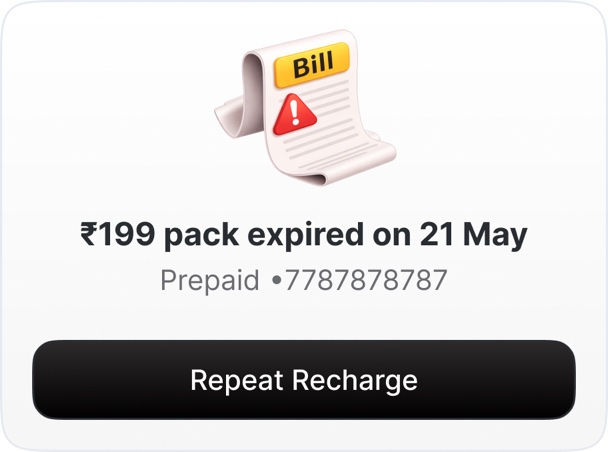 Bill
₹199 pack expired on 21 May
Prepaid •7787878787
Repeat Recharge